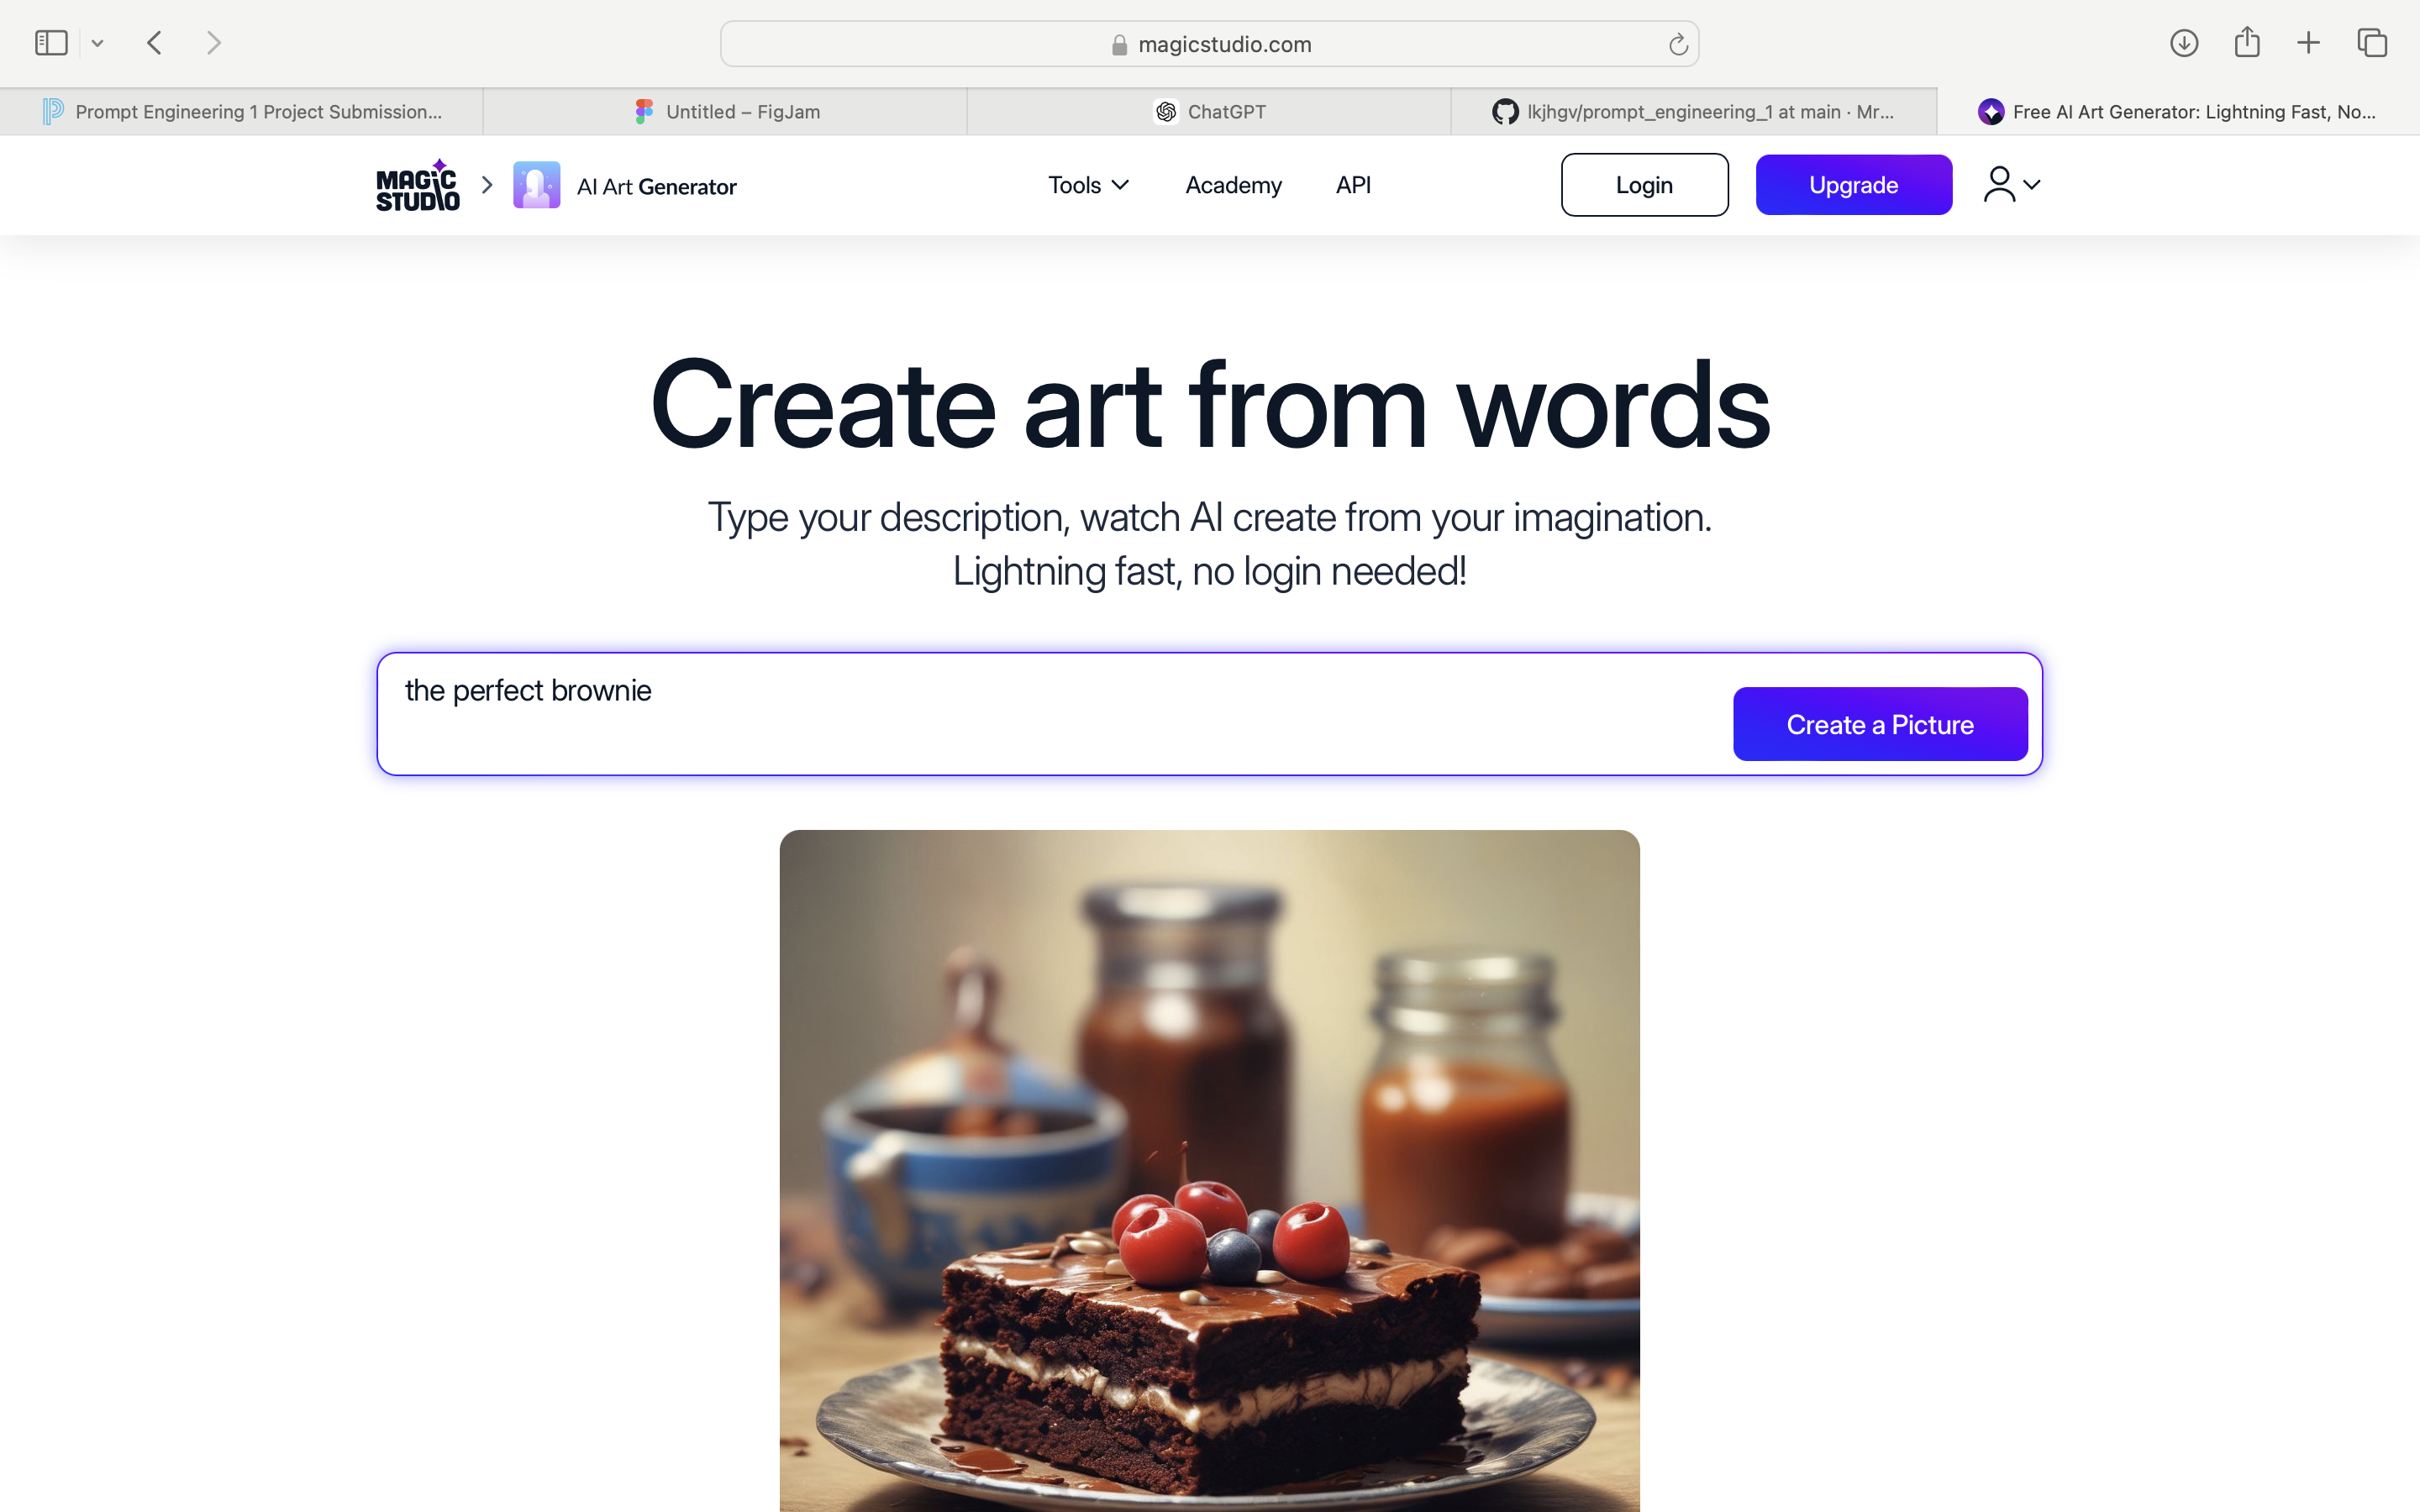 magicstudio.com
Prompt Engineering 1 Project Submission...
Untitled – FigJam
ChatGPT
lkjhgv/prompt_engineering_1 at main · Mr...
Free AI Art Generator: Lightning Fast, No...
MAGIC
STUDIO
AI Art Generator
Tools
Academy
API
Login
Upgrade
Create art from words
Type your description, watch AI create from your imagination.
Lightning fast, no login needed!
the perfect brownie
Create a Picture